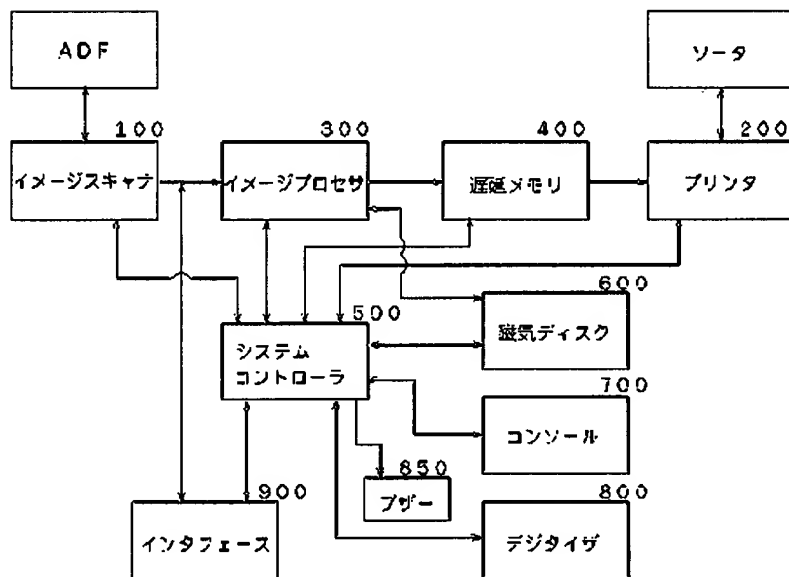 ADF
ソータ
100
300
400
200
イメージスキャナ
イメージプロセサ
遅延メモリ
プリンタ
600
500
磁気ディスク
システム
コントローラ
700
コンソール
850
ブザー
900
800
インタフェース
デジタイザ